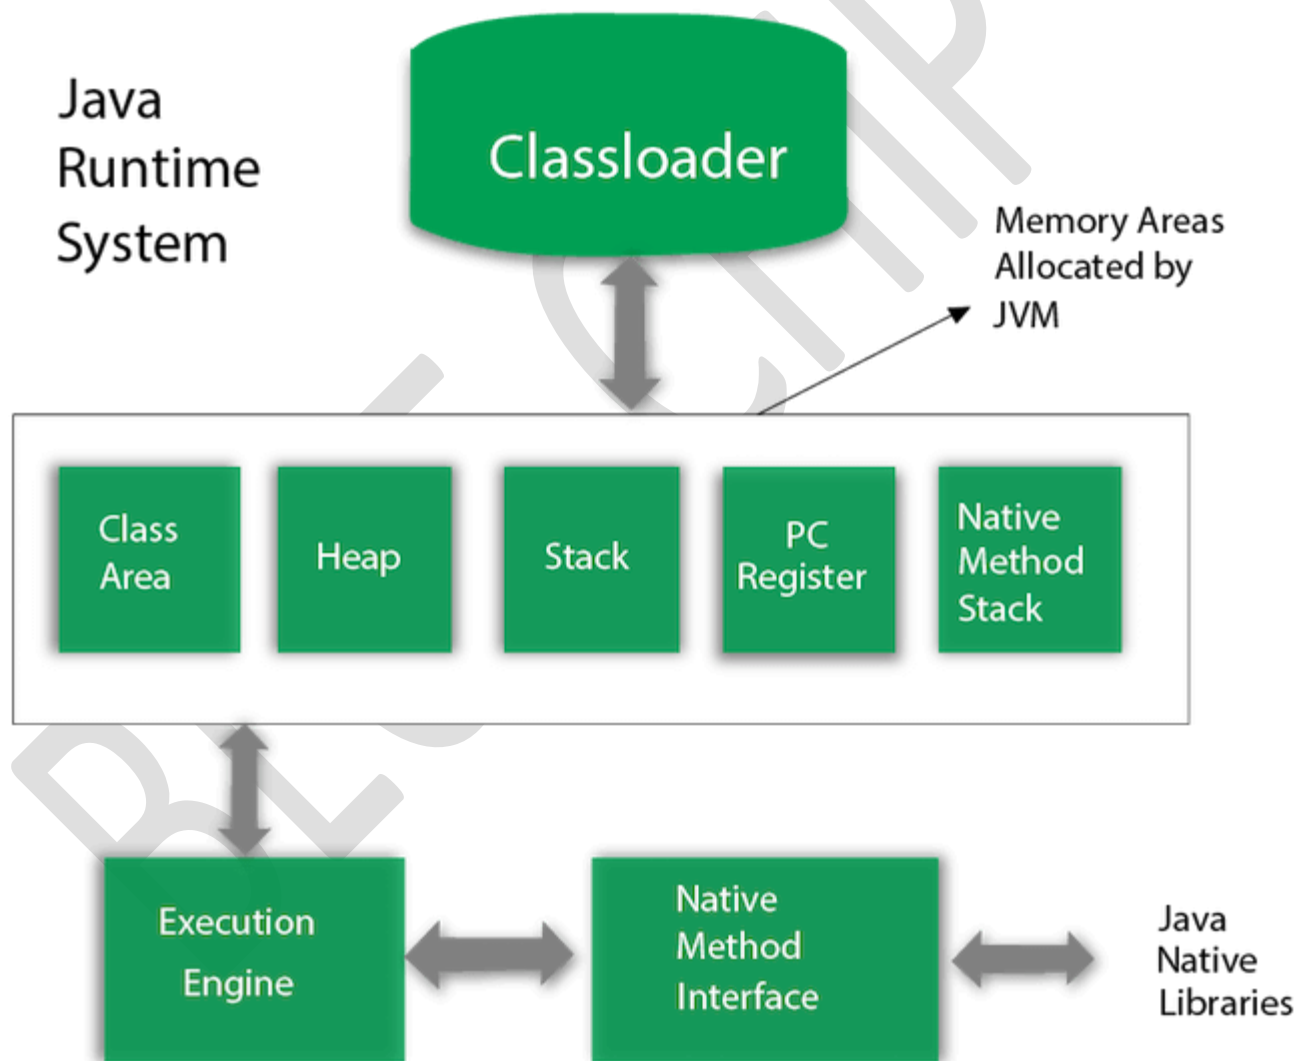 Java
Runtime
System
Classloader
Memory Areas
Allocated by
JVM
Class
Area
Heap
Stack
PC
Register
Native
Method
Stack
Execution
Engine
Native
Method
Interface
Java
Native
Libraries